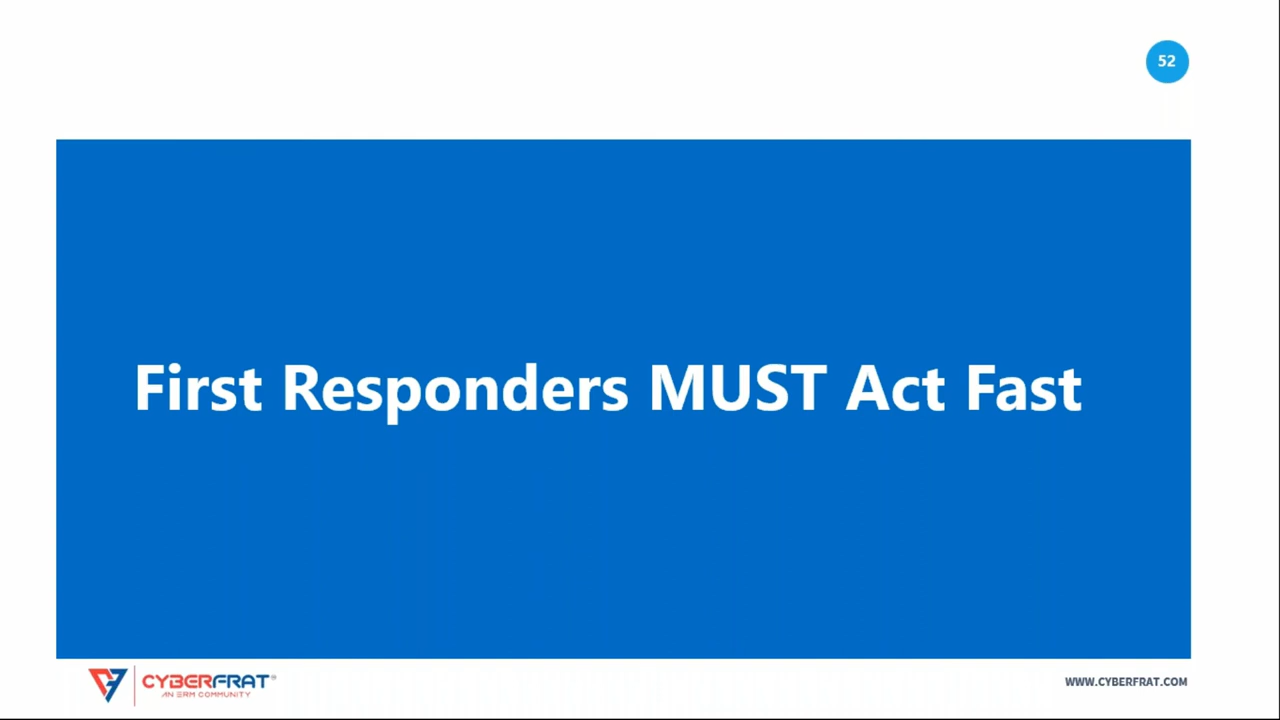 52
First Responders MUST Act Fast
CYBERFRAT®
AN ERM COMMUNITY
WWW.CYBERFRAT.COM